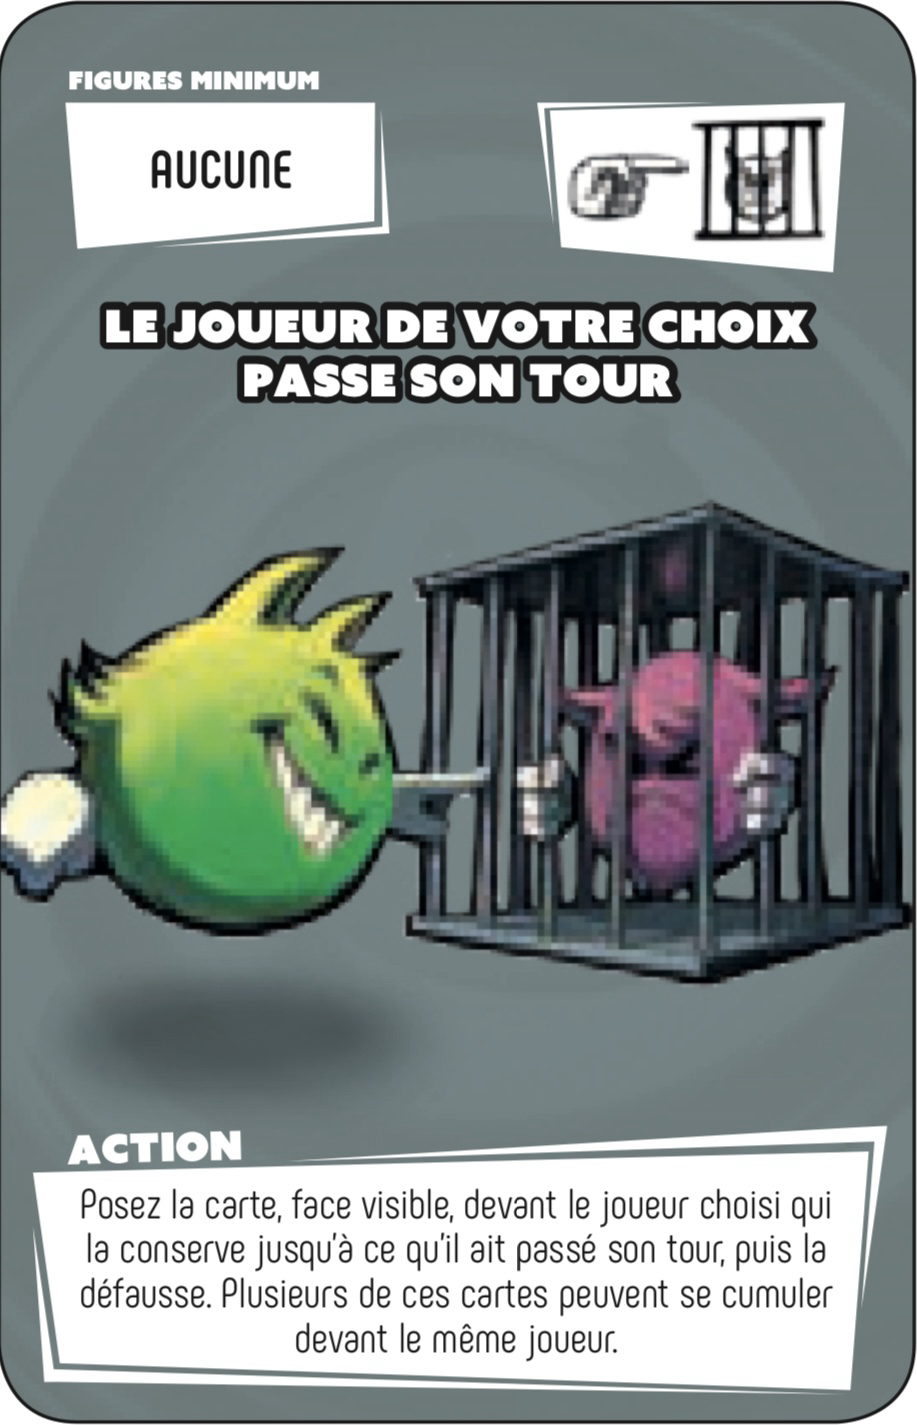 FIGURES MINIMUM
AUCUNE
LE JOUEUR DE VOTRE CHOIX
PASSE SON TOUR
ACTION
Posez la carte, face visible, devant le joueur choisi qui
la conserve jusqu'à ce qu'il ait passé son tour, puis la
défausse. Plusieurs de ces cartes peuvent se cumuler
devant le même joueur.